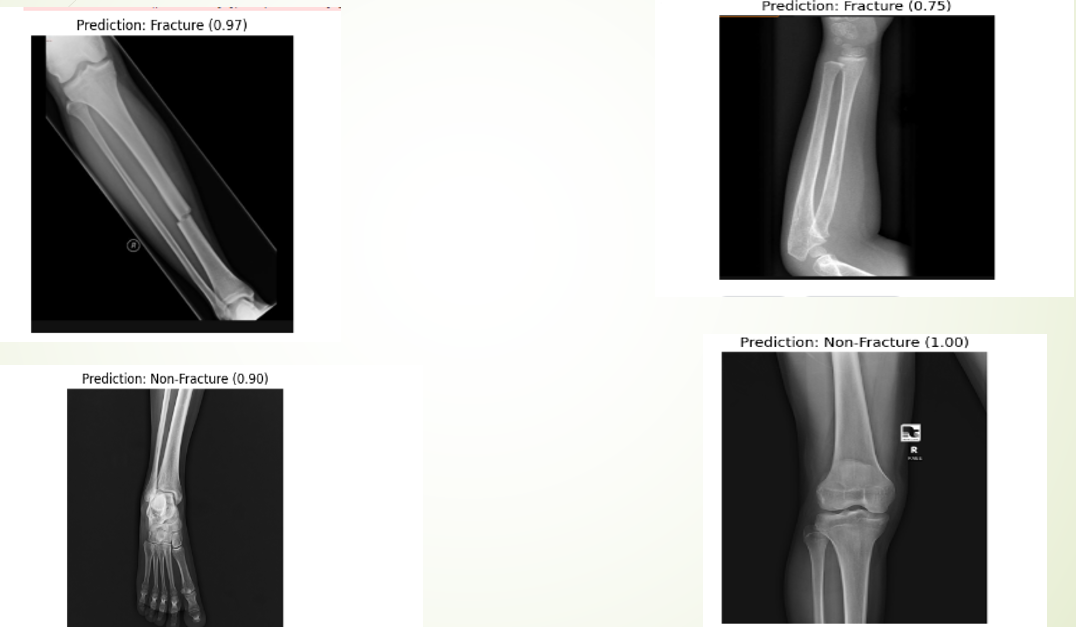 Prediction: Fracture (0.97)
Prediction: Fracture (0.75)
R
Prediction: Non-Fracture (0.90)
Prediction: Non-Fracture (1.00)
R